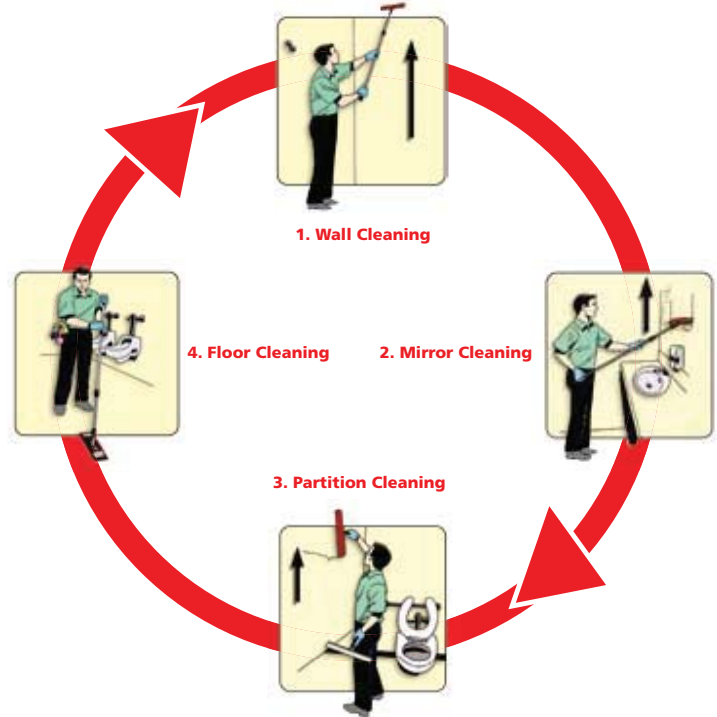 1. Wall Cleaning
4. Floor Cleaning
2. Mirror Cleaning
3. Partition Cleaning